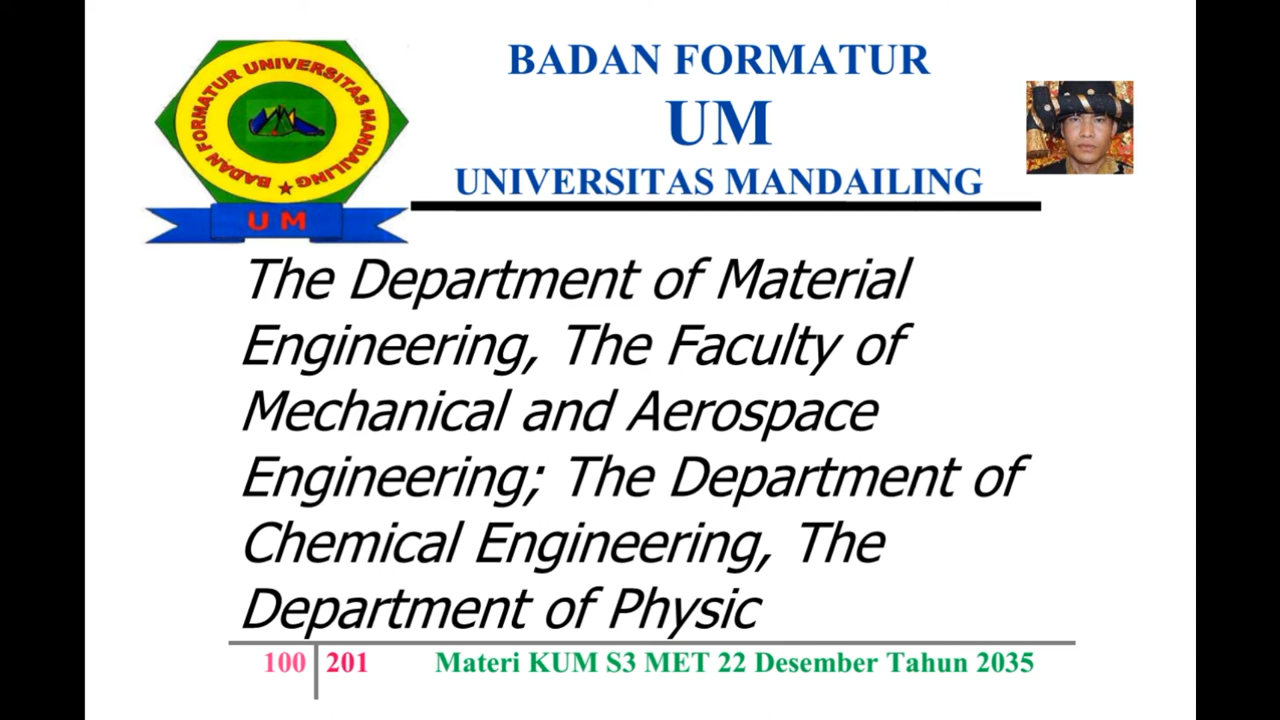 BADAN FORMATUR UNIVERSITAS MANDAILING
U M
BADAN FORMATUR
UM
UNIVERSITAS MANDAILING
The Department of Material
Engineering, The Faculty of
Mechanical and Aerospace
Engineering; The Department of
Chemical Engineering, The
Department of Physic
100 201 Materi KUM S3 MET 22 Desember Tahun 2035